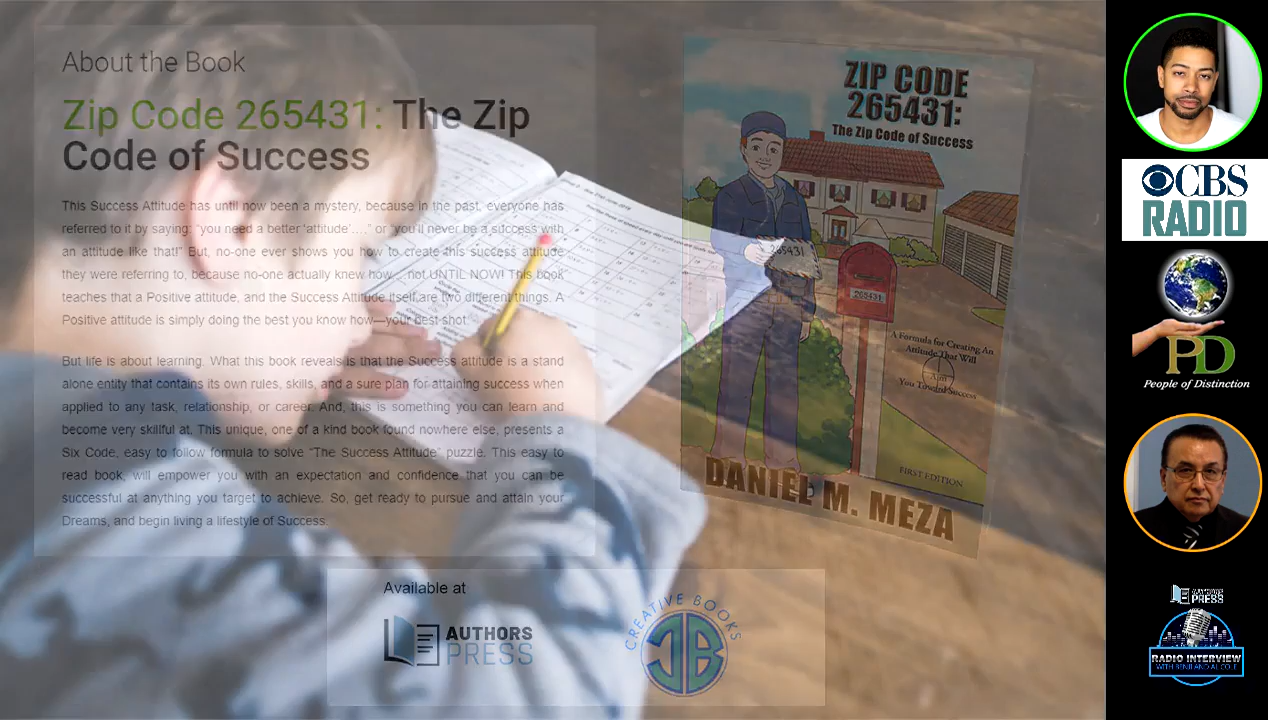 About the Book
Zip Code 265431: The Zip
Code of Success
This Success Attitude has until now been a mystery, because in the past, everyone has
referred to it by saying: “you need a better ‘attitude’…,” or “you'll never be a success with
an attitude like that!” But, no-one ever shows you how to create this success attitude
they were referring to, because no-one actually knew how… not UNTIL NOW! This book
teaches that a Positive attitude, and the Success Attitude itself,are two different things. A
Positive attitude is simply doing the best you know how—your best shot.
But life is about learning. What this book reveals is that the Success attitude is a stand
alone entity that contains its own rules, skills, and a sure plan for attaining success when
applied to any task, relationship, or career. And, this is something you can learn and
become very skillful at. This unique, one of a kind book found nowhere else, presents a
Six Code, easy to follow formula to solve “The Success Attitude” puzzle. This easy to
read book, will empower you with an expectation and confidence that you can be
successful at anything you target to achieve. So, get ready to pursue and attain your
Dreams, and begin living a lifestyle of Success.
ZIP CODE
265431:
The Zip Code of Success
265431
265431
A Formula for Creating An
Attitude That Will
Aim
You Toward Success
FIRST EDITION
DANIEL M. MEZA
Available at
AUTHORS
PRESS
CREATIVE BOOKS
JB
CBS
RADIO
PD
People of Distinction
AUTHORS
PRESS
RADIO INTERVIEW
WITH BENJI AND AL COLE